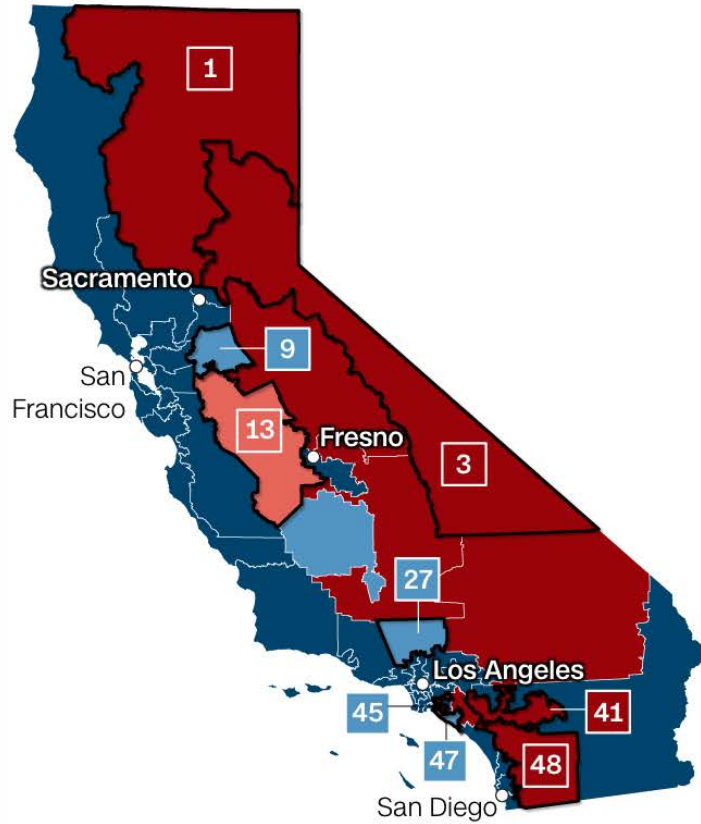 1
Sacramento
9
San
Francisco
13
Fresno
3
27
Los Angeles
45
41
47
48
San Diego